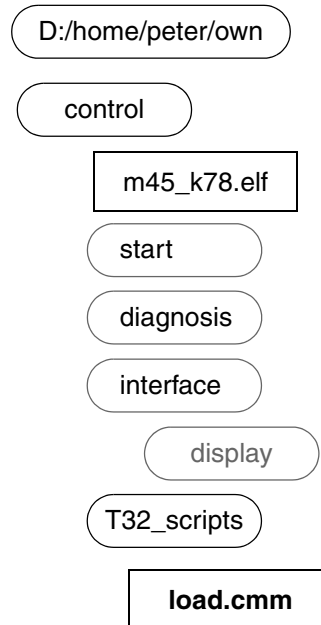 D:/home/peter/own
control
m45_k78.elf
start
diagnosis
interface
display
T32_scripts
load.cmm